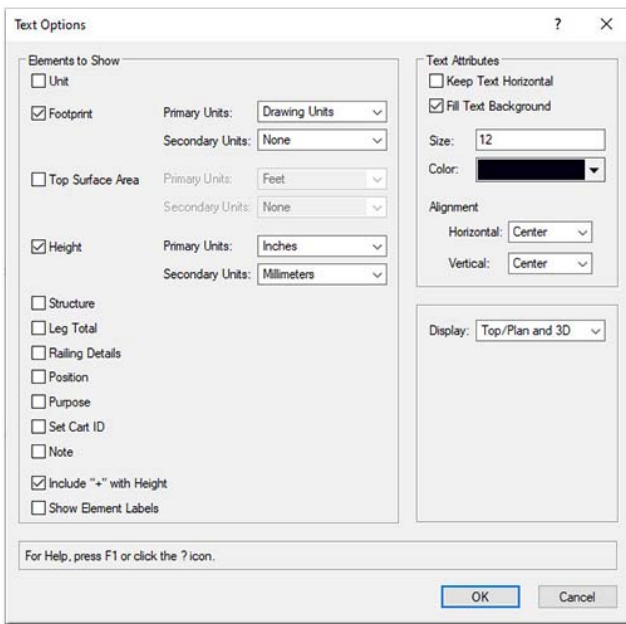 Text Options
?
Elements to Show
Unit
Footprint
Primary Units: Drawing Units
Secondary Units: None
Top Surface Area
Primary Units: Feet
Secondary Units: None
Height
Primary Units: Inches
Secondary Units: Millimeters
Structure
Leg Total
Railing Details
Position
Purpose
Set Cart ID
Note
Include "+" with Height
Show Element Labels
Text Attributes
Keep Text Horizontal
Fill Text Background
Size: 12
Color:
Alignment
Horizontal: Center
Vertical: Center
Display: Top/Plan and 3D
For Help, press F1 or click the ? icon.
OK Cancel